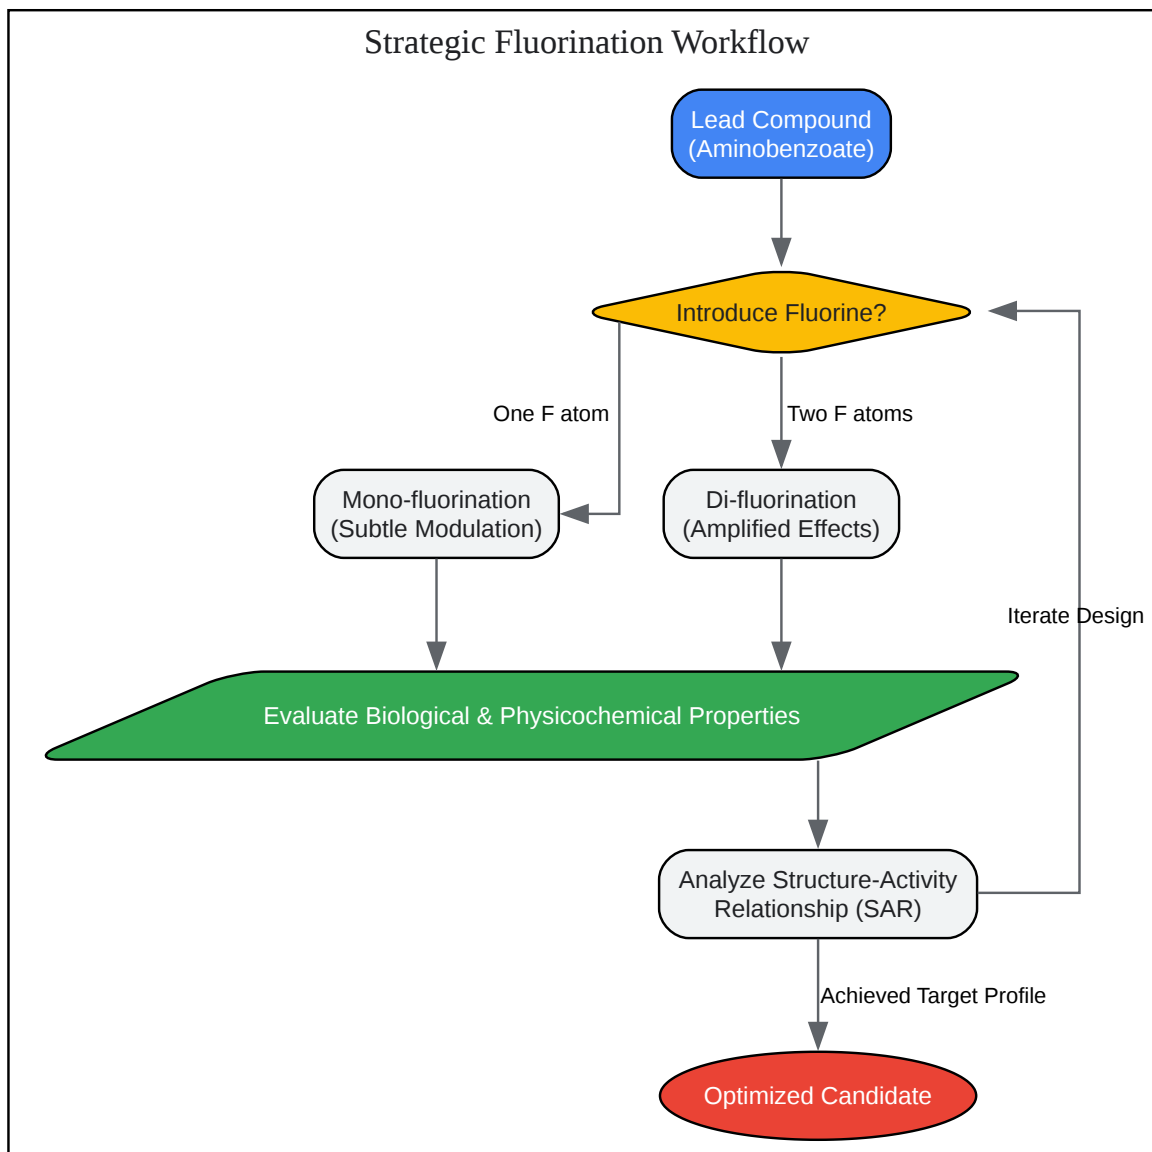 Strategic Fluorination Workflow
Lead Compound
(Aminobenzoate)
Introduce Fluorine?
One F atom
Two F atoms
Mono-fluorination
(Subtle Modulation)
Di-fluorination
(Amplified Effects)
Iterate Design
Evaluate Biological & Physicochemical Properties
Analyze Structure-Activity
Relationship (SAR)
Achieved Target Profile
Optimized Candidate